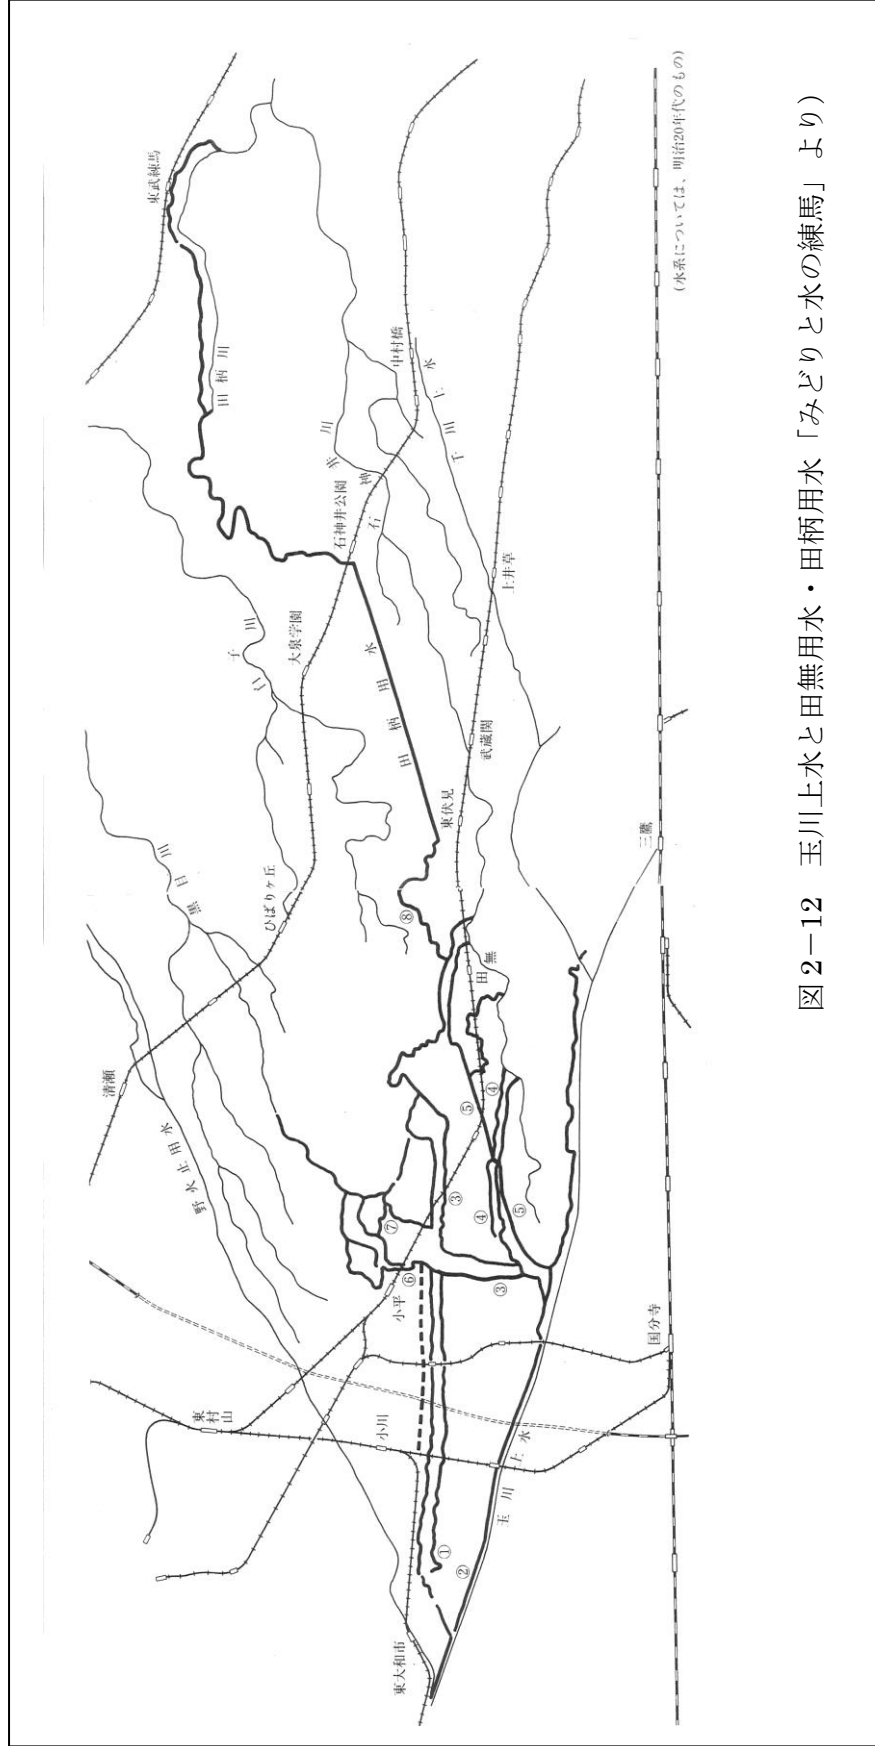 東武練馬
田柄川
中村橋
石神井川
石神井公園
千川上水
大泉学園
白子川
田柄用水
上井草
武蔵関
東伏見
三鷹
ひばりヶ丘
黒目川
⑧
田無
清瀬
野火止用水
⑤
④
③
④
⑤
⑦
⑥
③
小平
国分寺
東村山
小川
玉川上水
①
②
東大和市
(水系については、明治20年代のもの)
図 2－12 玉川上水と田無用水・田柄用水「みどりと水の練馬」より)